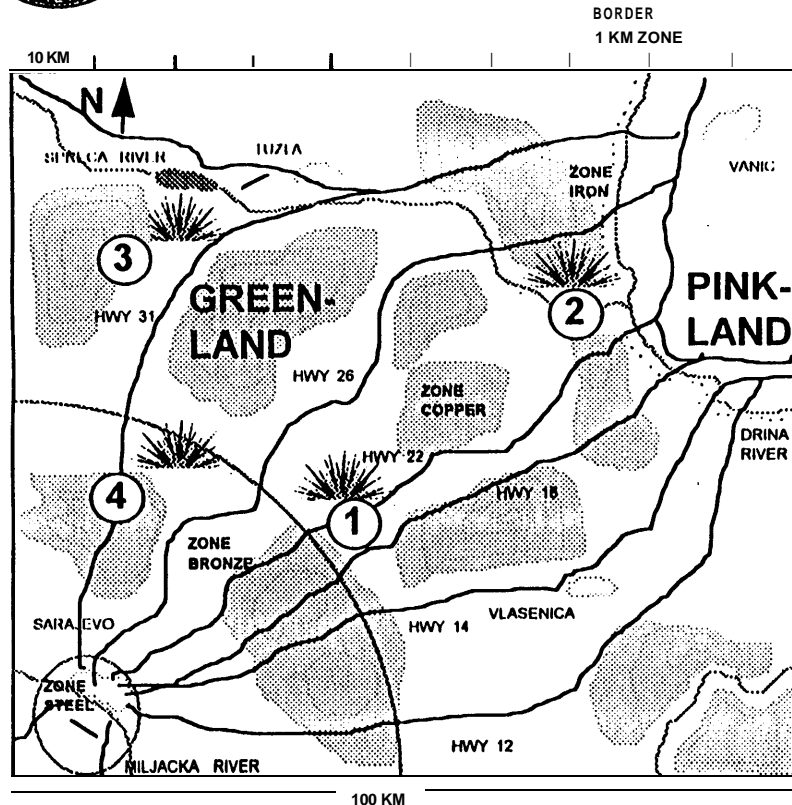 BORDER
1 KM ZONE
10 KM
N
SPRECA RIVER
TUZLA
ZONE
IRON
VANIC
3
GREEN-
LAND
2
PINK-
LAND
HWY 31
HWY 26
ZONE
COPPER
HWY 22
DRINA
RIVER
4
1
HWY 18
ZONE
BRONZE
SARAJEVO
HWY 14
VLASENICA
ZONE
STEEL
HWY 12
MILJACKA RIVER
100 KM